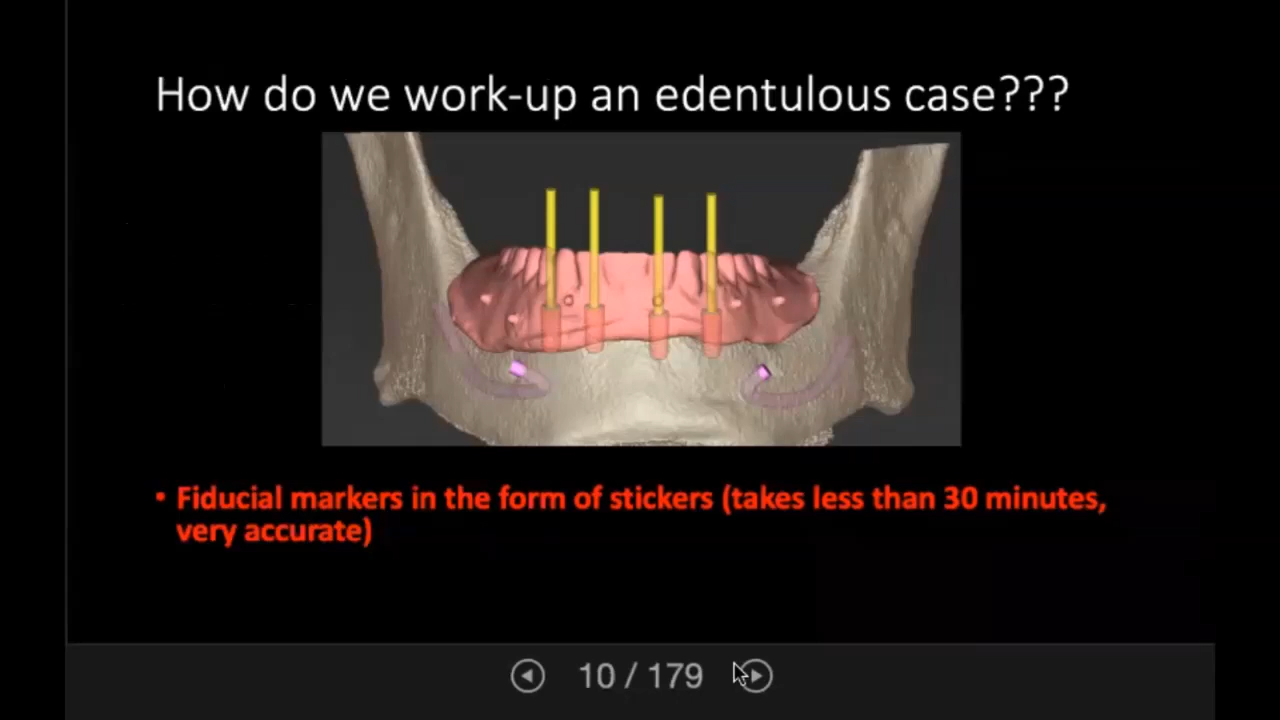 How do we work-up an edentulous case???
• Fiducial markers in the form of stickers (takes less than 30 minutes,
very accurate)
10 / 179